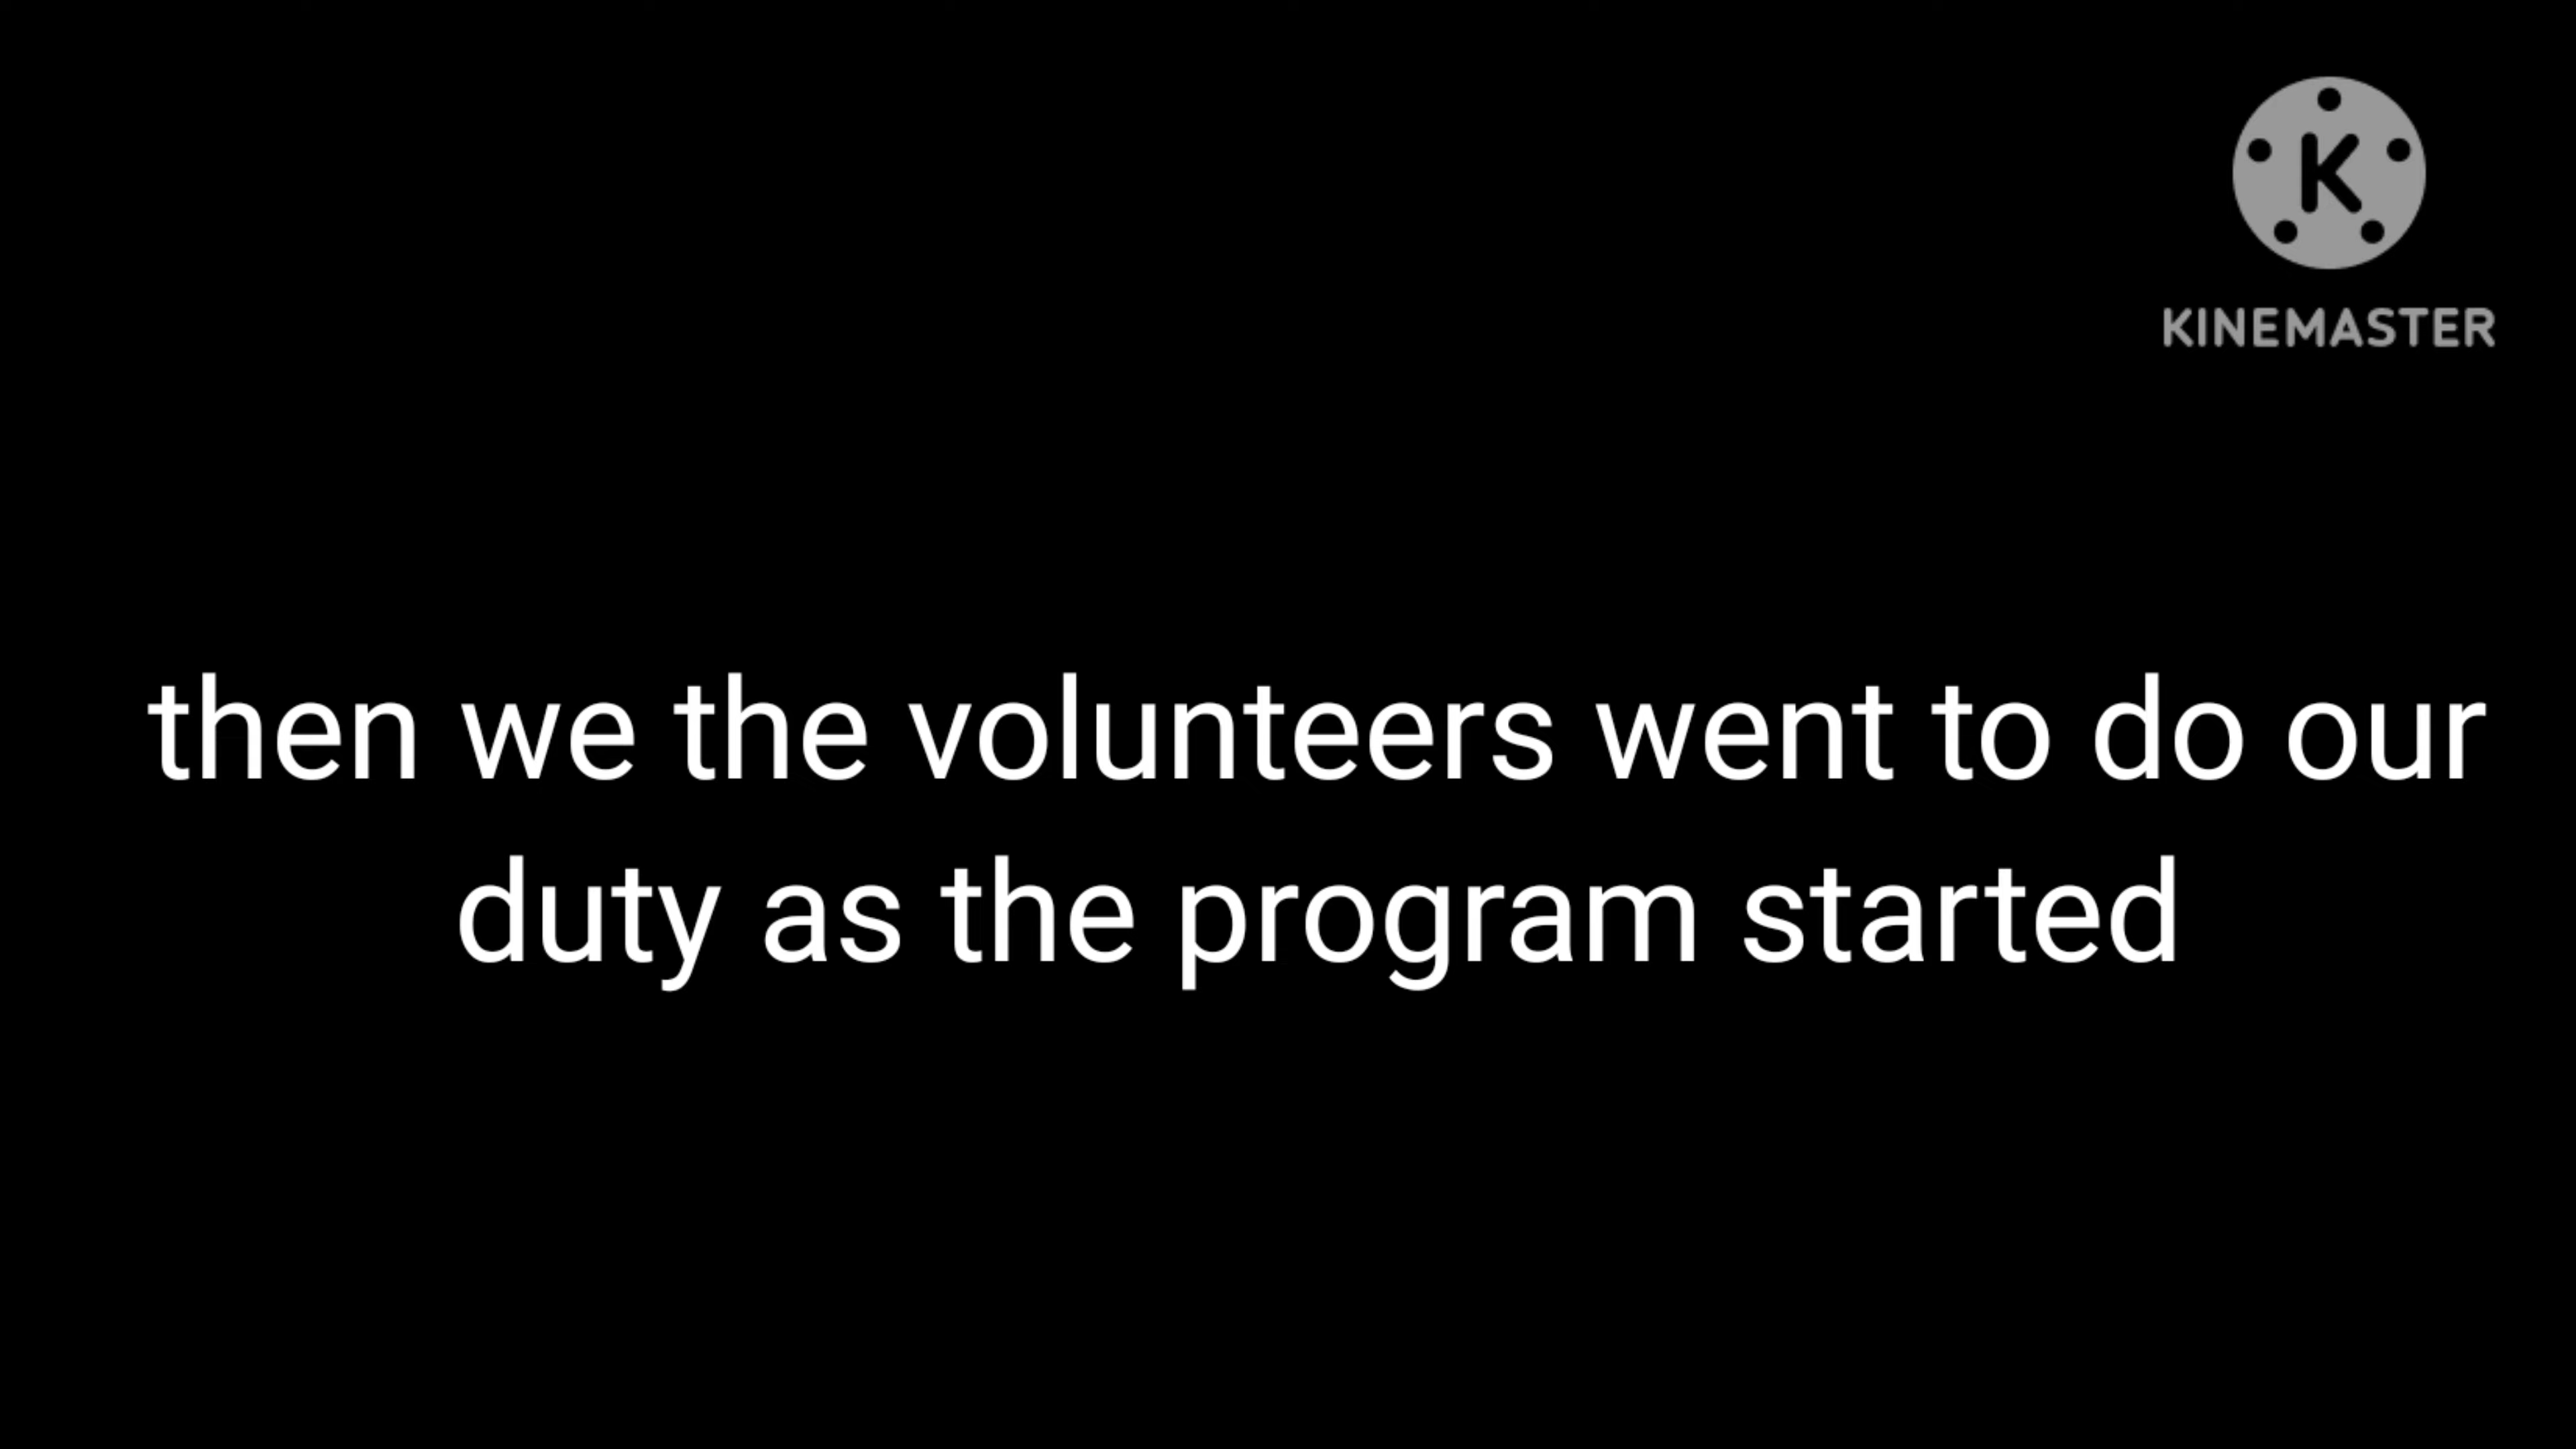 K
KINEMASTER
then we the volunteers went to do our
duty as the program started